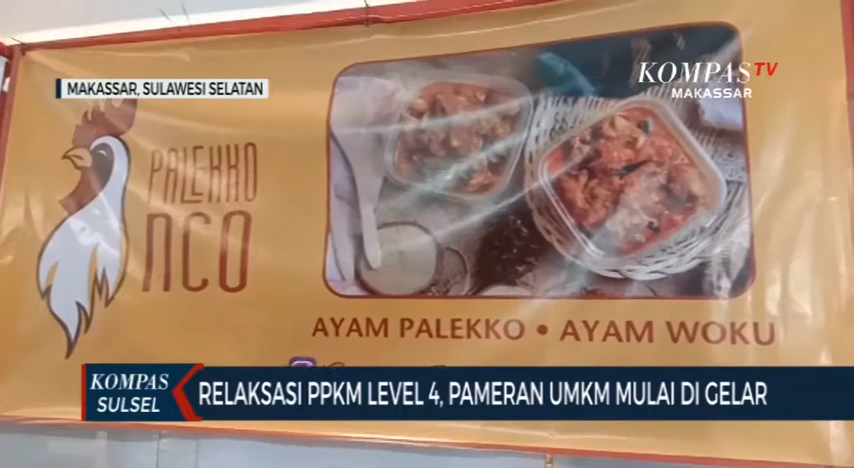 MAKASSAR, SULAWESI SELATAN
KOMPAS TV
MAKASSAR
PALEKKO
NCO
AYAM PALEKKO • AYAM WOKU
KOMPAS
SULSEL
RELAKSASI PPKM LEVEL 4, PAMERAN UMKM MULAI DI GELAR